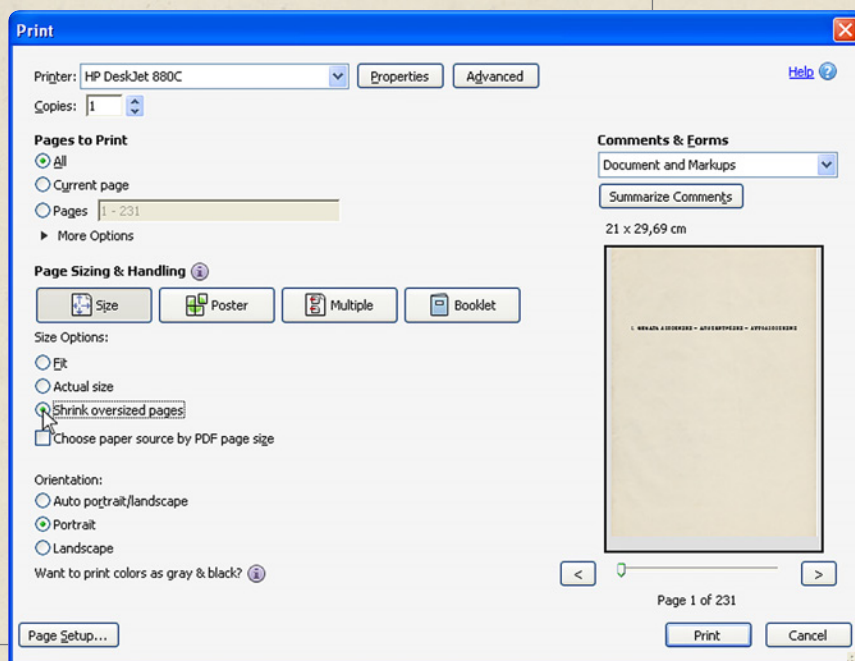 Print
Printer: HP DeskJet 880C Properties Advanced Help
Copies: 1
Pages to Print
All
Current page
Pages 1 - 231
More Options
Page Sizing & Handling
Size Poster Multiple Booklet
Size Options:
Fit
Actual size
Shrink oversized pages
Choose paper source by PDF page size
Orientation:
Auto portrait/landscape
Portrait
Landscape
Want to print colors as gray & black?
Comments & Forms
Document and Markups
Summarize Comments
21 x 29,69 cm
< >
Page 1 of 231
Page Setup... Print Cancel